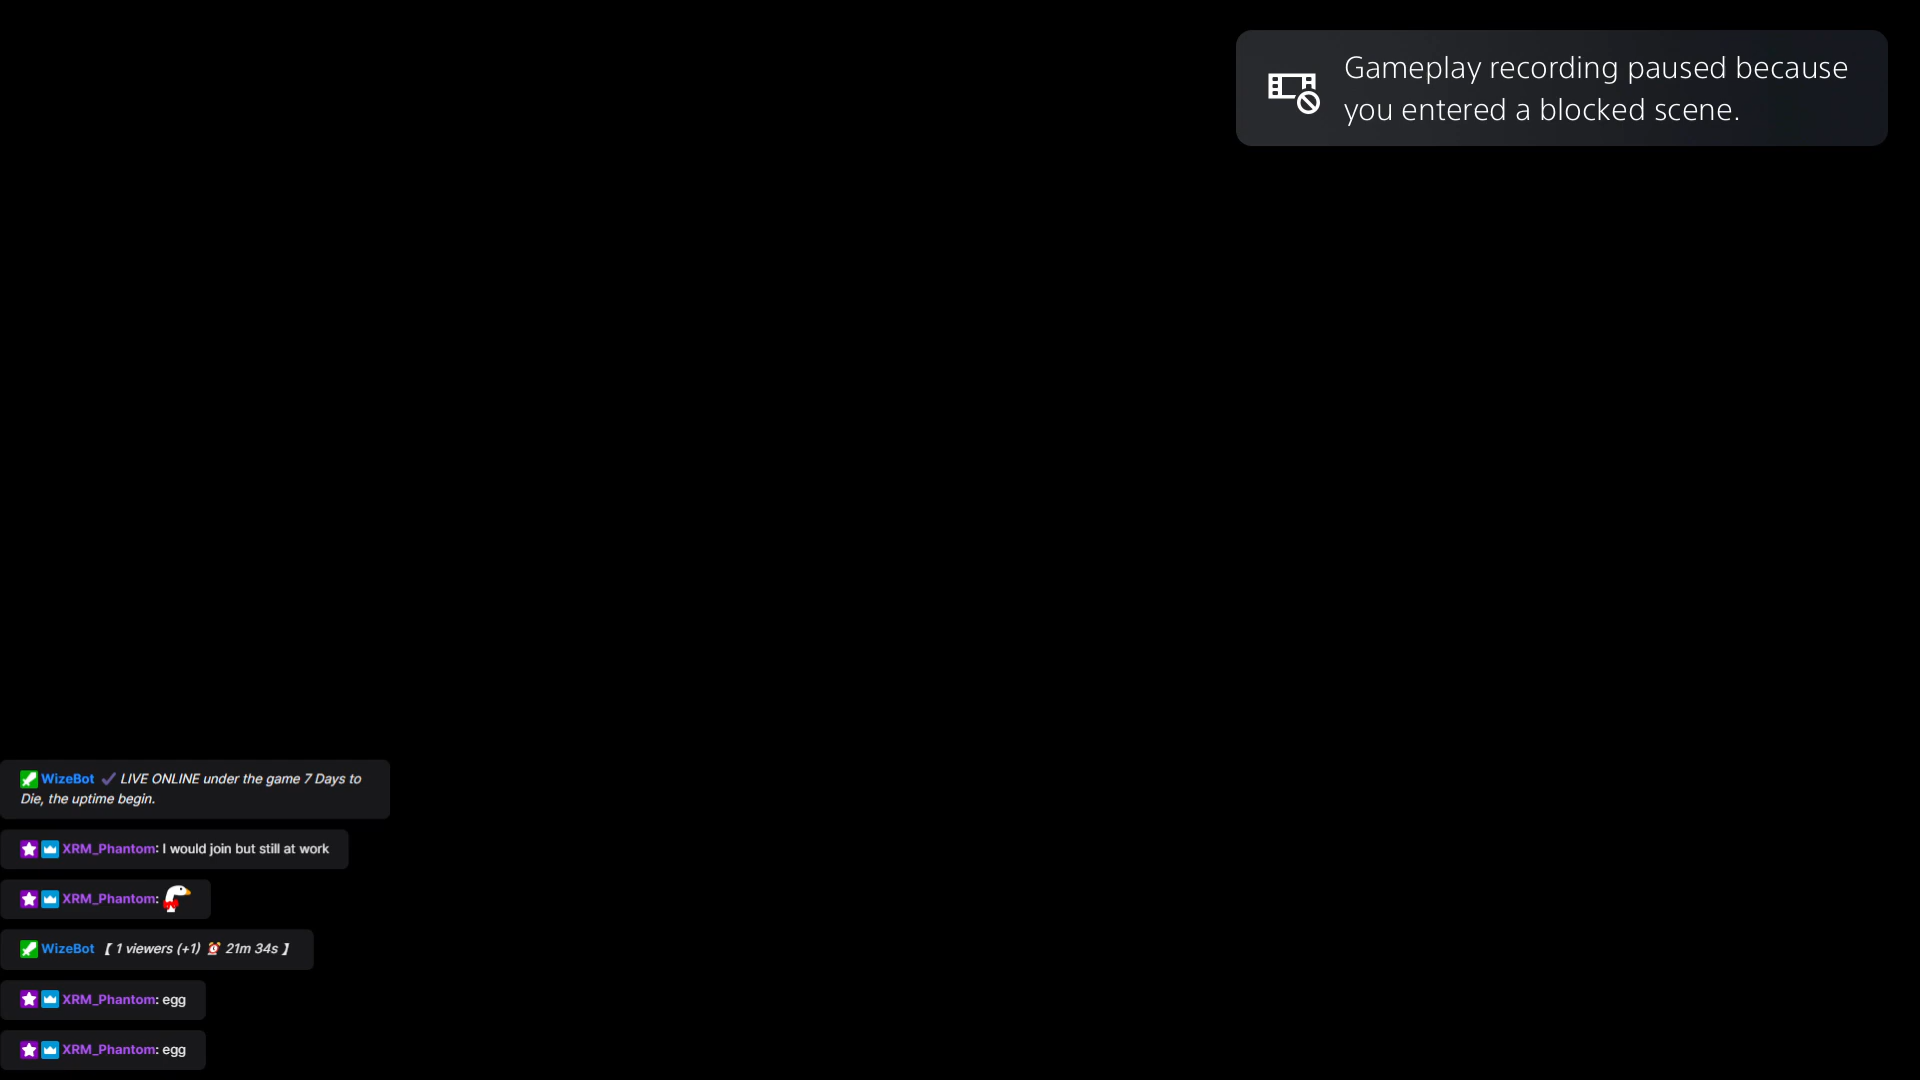 Gameplay recording paused because
you entered a blocked scene.
WizeBot ✔ LIVE ONLINE under the game 7 Days to
Die, the uptime begin.
XRM_Phantom: I would join but still at work
XRM_Phantom:
WizeBot 【 1 viewers (+1) ⏰ 21m 34s 】
XRM_Phantom: egg
XRM_Phantom: egg